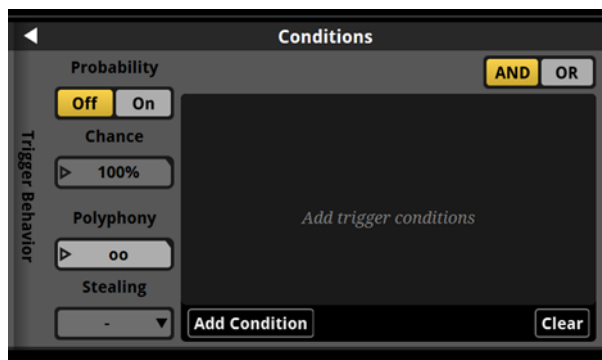 Conditions
Trigger Behavior
Probability
Off On
Chance
100%
Polyphony
oo
Stealing
-
AND OR
Add trigger conditions
Add Condition
Clear